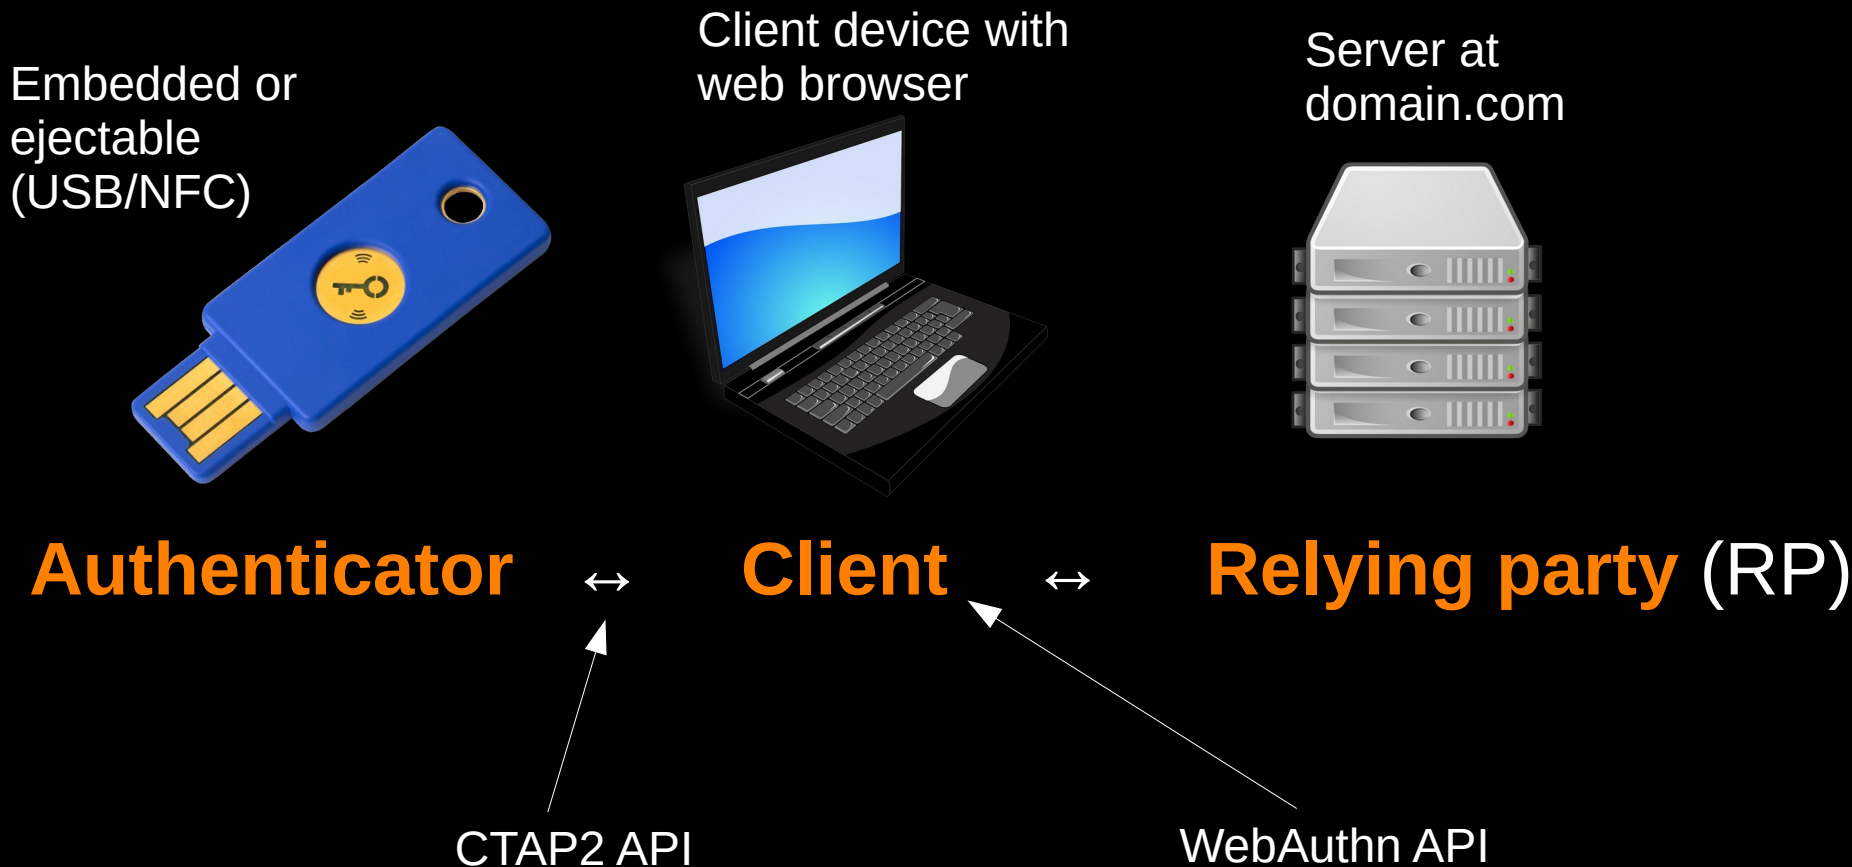 Embedded or
ejectable
(USB/NFC)
Client device with
web browser
Server at
domain.com
Authenticator ↔ Client ↔ Relying party (RP)
CTAP2 API
WebAuthn API